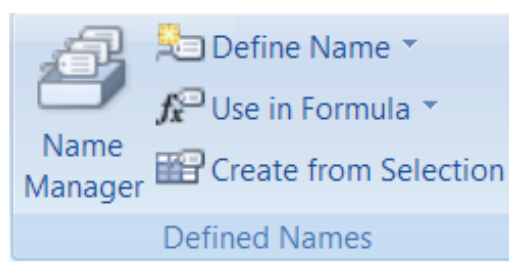 Define Name
Use in Formula
Name
Manager
Create from Selection
Defined Names